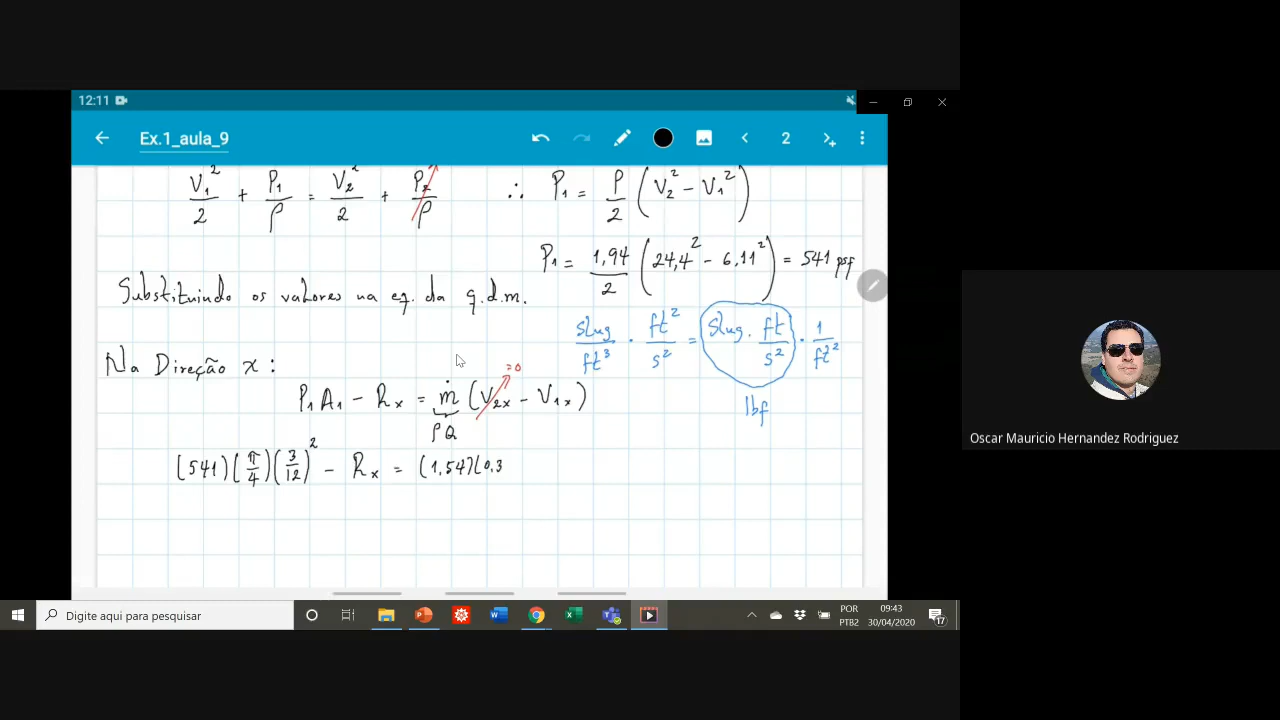 12:11
Ex.1_aula_9
2
V₁²/2 + P₁/ρ = V₂²/2 + P₂/ρ ∴ P₁ = ρ/2 (V₂² - V₁²)
P₁ = 1,94/2 (24,4² - 6,11²) = 541 psf
Substituindo os valores na eq. da q.d.m.
slug/ft³ · ft²/s² = slug. ft/s² · 1/ft²
lbf
Na Direção x:
=0
P₁A₁ - Rₓ = ṁ (V₂ₓ - V₁ₓ)
ρQ
(541)(π/4)(3/12)² - Rₓ = (1,54)(0,3
Oscar Mauricio Hernandez Rodriguez
Digite aqui para pesquisar
POR
PTB2
09:43
30/04/2020
17